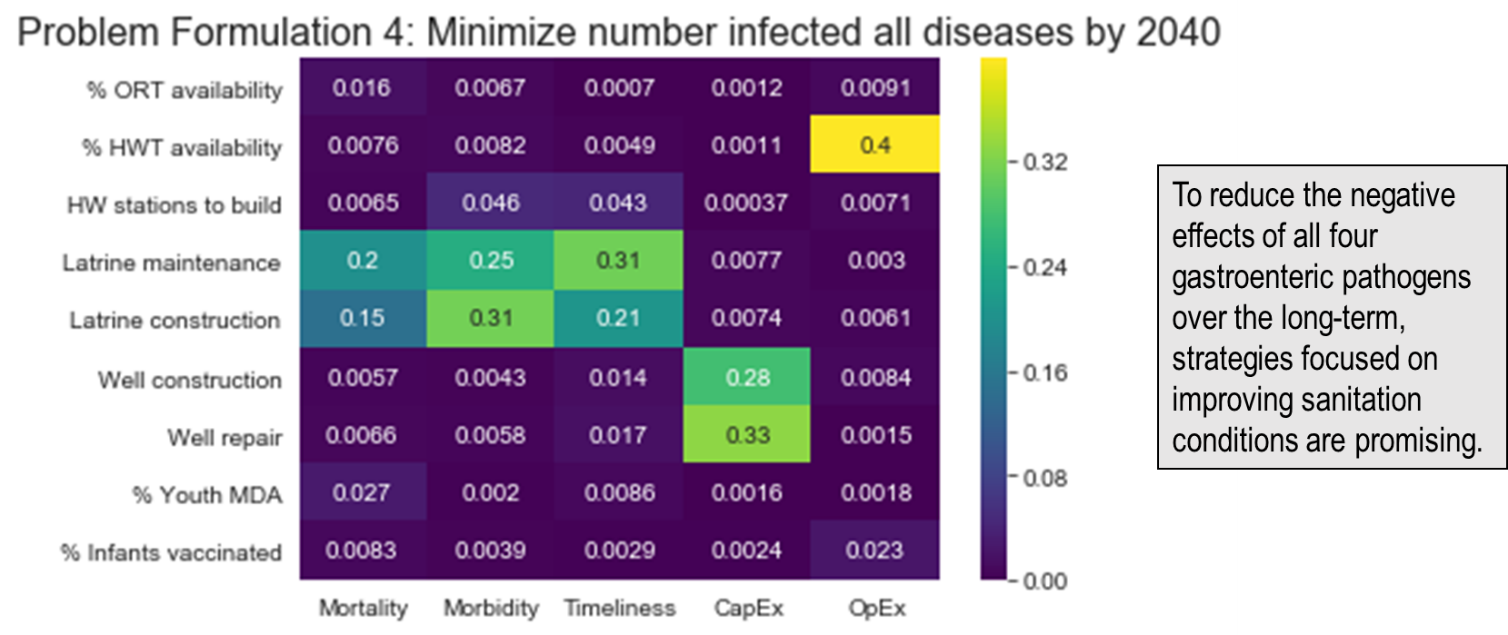 Problem Formulation 4: Minimize number infected all diseases by 2040
% ORT availability 0.016 0.0067 0.0007 0.0012 0.0091
% HWT availability 0.0076 0.0082 0.0049 0.0011 0.4
HW stations to build 0.0065 0.046 0.043 0.00037 0.0071
Latrine maintenance 0.2 0.25 0.31 0.0077 0.003
Latrine construction 0.15 0.31 0.21 0.0074 0.0061
Well construction 0.0057 0.0043 0.014 0.28 0.0084
Well repair 0.0066 0.0058 0.017 0.33 0.0015
% Youth MDA 0.027 0.002 0.0086 0.0016 0.0018
% Infants vaccinated 0.0083 0.0039 0.0029 0.0024 0.023
Mortality Morbidity Timeliness CapEx OpEx
0.32
0.24
0.16
0.08
0.00
To reduce the negative
effects of all four
gastroenteric pathogens
over the long-term,
strategies focused on
improving sanitation
conditions are promising.